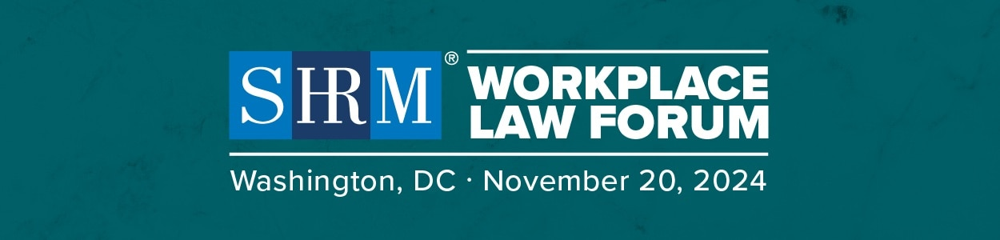 SHRM®
WORKPLACE
LAW FORUM
Washington, DC · November 20, 2024